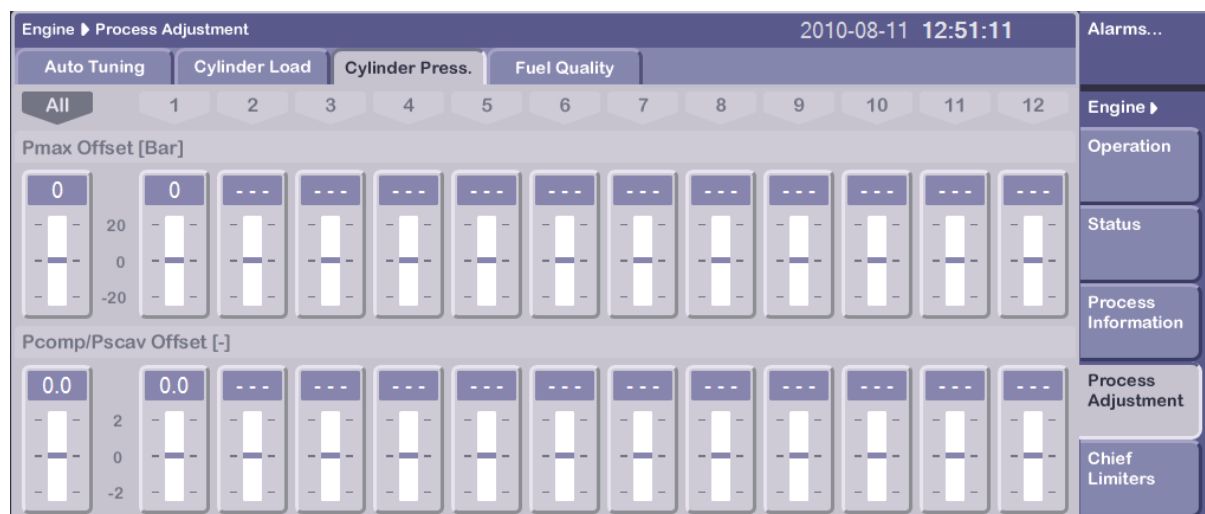 Engine ▶ Process Adjustment 2010-08-11 12:51:11 Alarms...
Auto Tuning Cylinder Load Cylinder Press. Fuel Quality
All 1 2 3 4 5 6 7 8 9 10 11 12 Engine ▶
Pmax Offset [Bar] Operation
0 0 --- --- --- --- --- --- --- --- --- --- ---
20 Status
0
-20 Process
Information
Pcomp/Pscav Offset [-]
0.0 0.0 --- --- --- --- --- --- --- --- --- --- --- Process
Adjustment
2
0 Chief
Limiters
-2